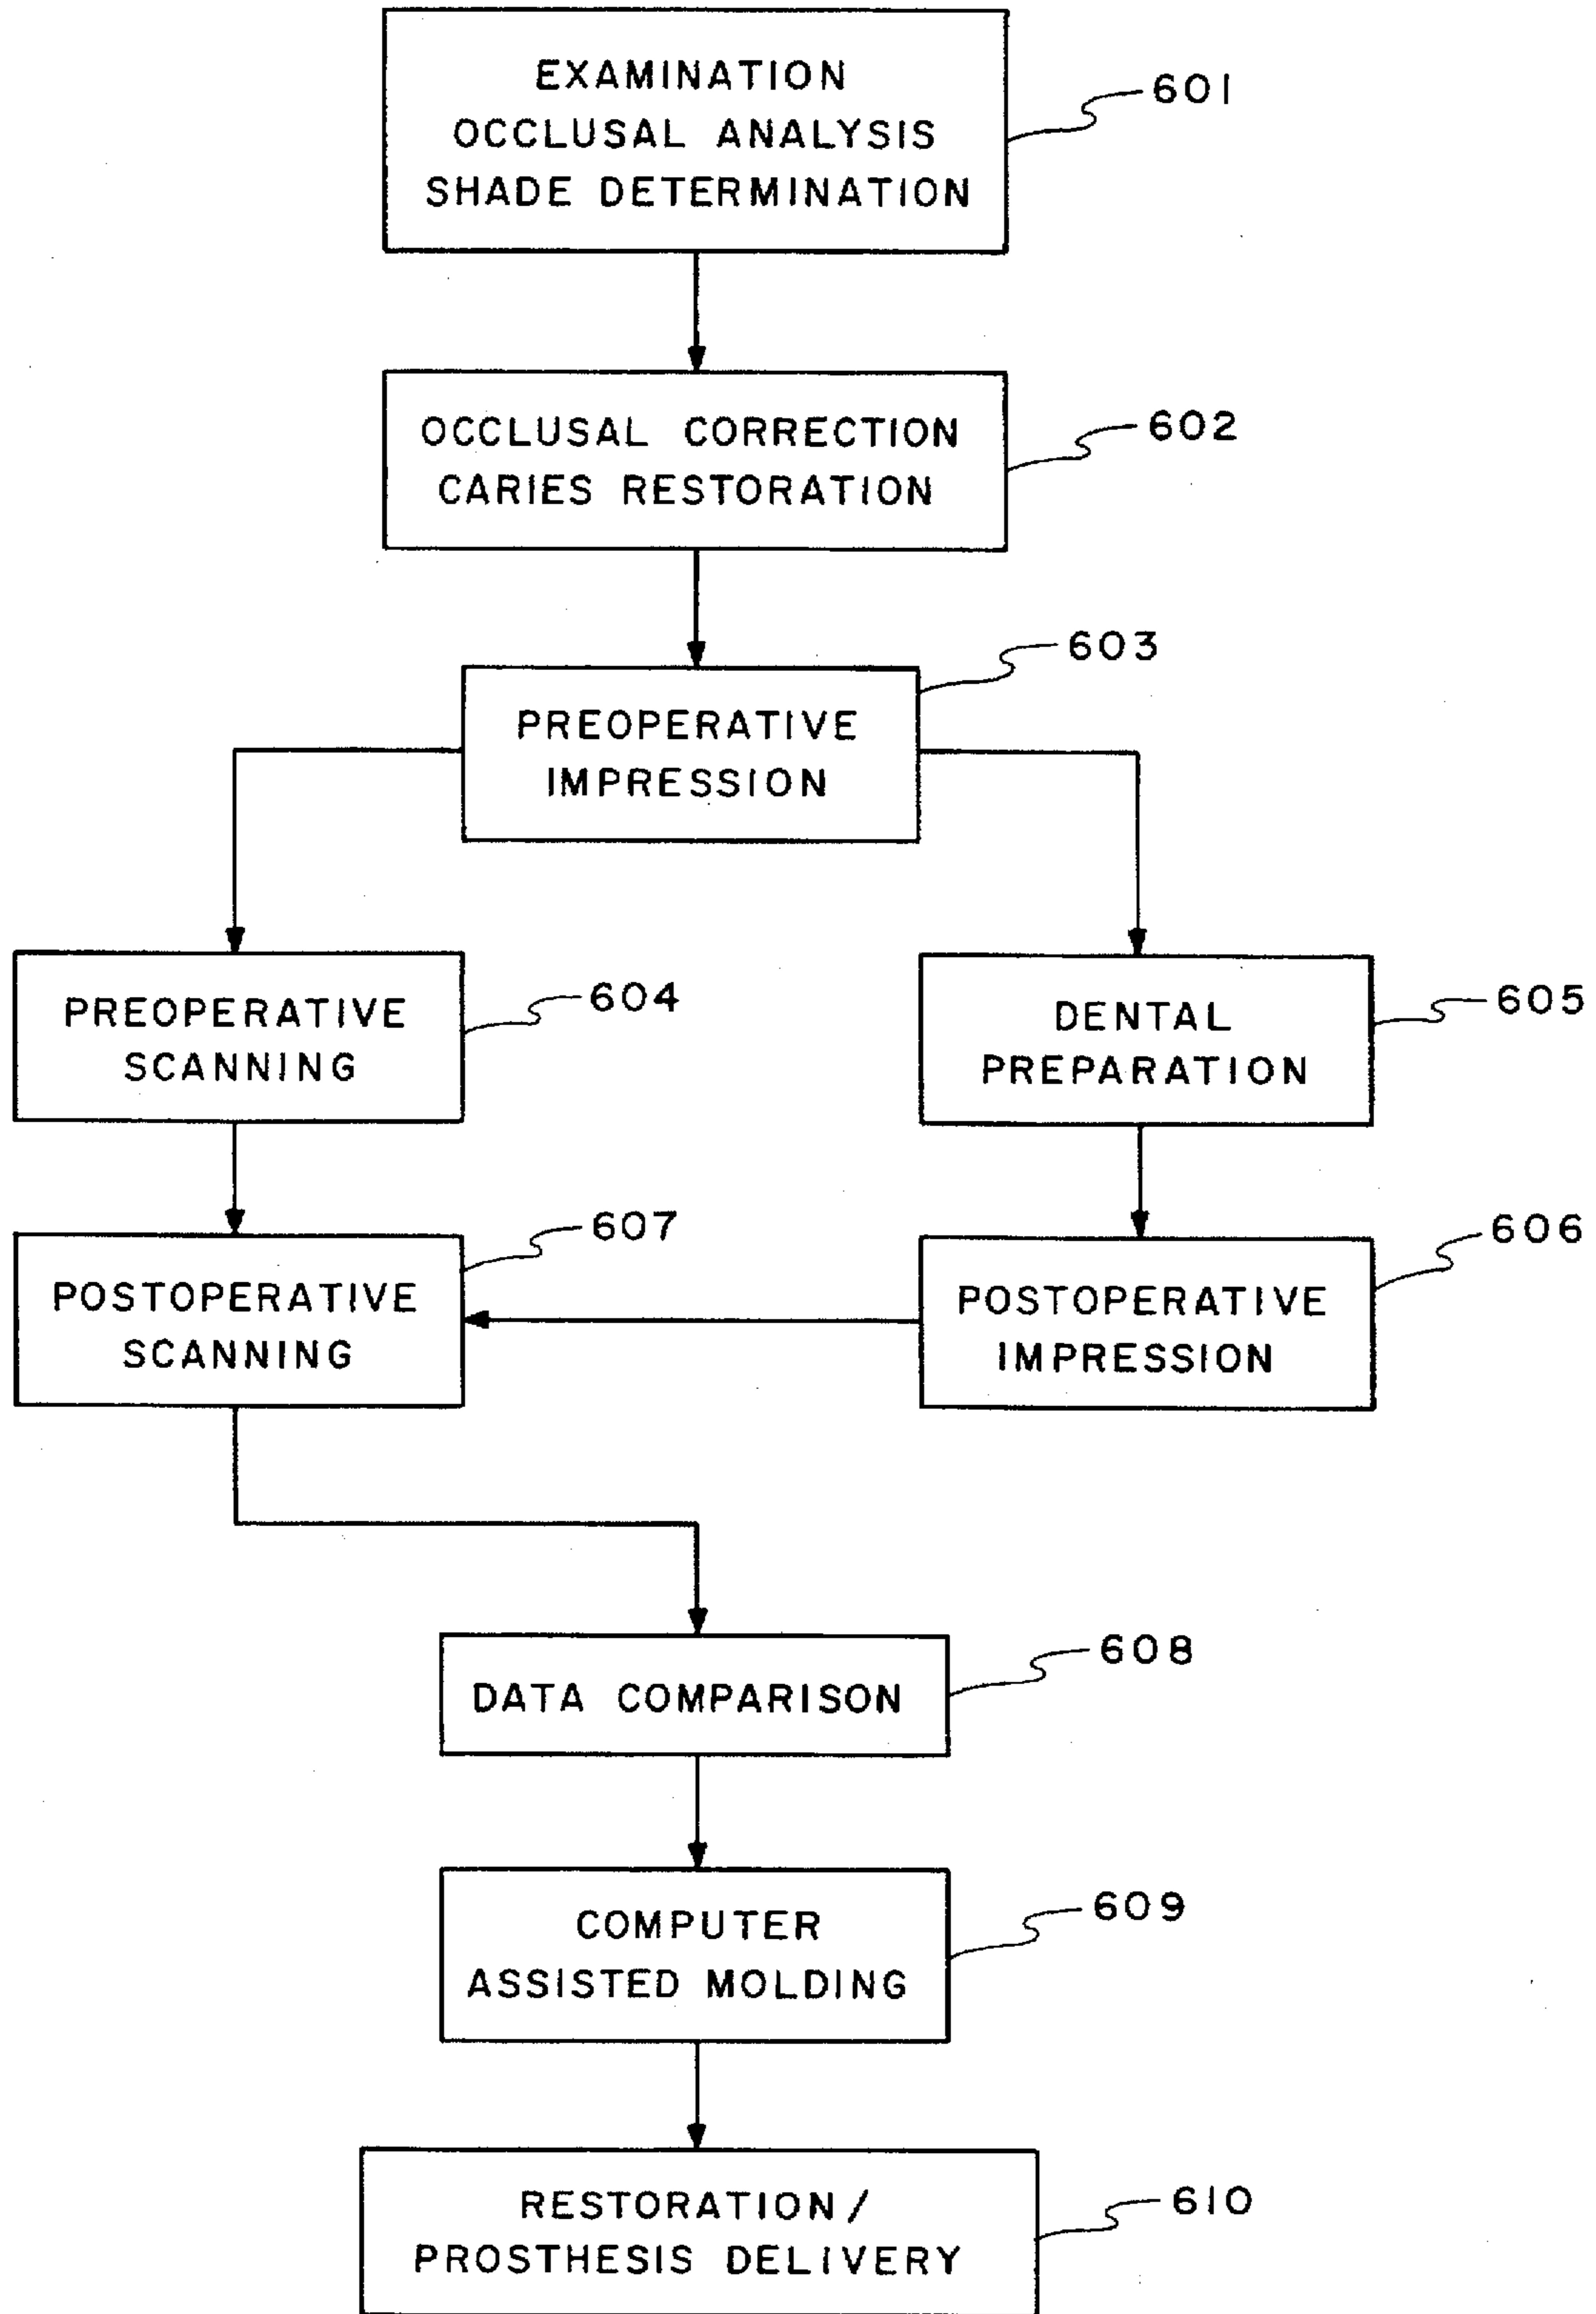 EXAMINATION
OCCLUSAL ANALYSIS
SHADE DETERMINATION
601
OCCLUSAL CORRECTION
CARIES RESTORATION
602
603
PREOPERATIVE
IMPRESSION
PREOPERATIVE
SCANNING
604
DENTAL
PREPARATION
605
POSTOPERATIVE
SCANNING
607
POSTOPERATIVE
IMPRESSION
606
DATA COMPARISON
608
COMPUTER
ASSISTED MOLDING
609
RESTORATION/
PROSTHESIS DELIVERY
610